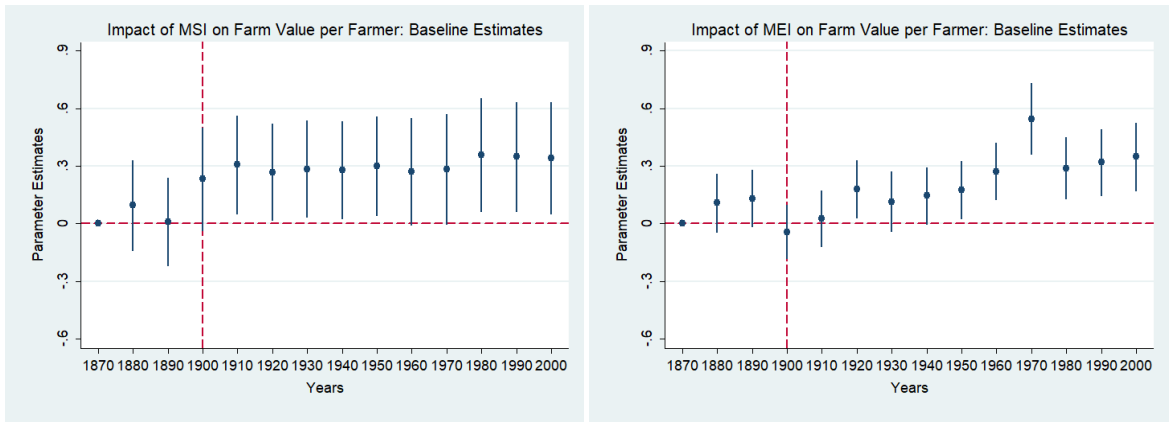 Impact of MSI on Farm Value per Farmer: Baseline Estimates
Parameter Estimates
.9
.6
.3
0
-.3
-.6
1870 1880 1890 1900 1910 1920 1930 1940 1950 1960 1970 1980 1990 2000
Years
Impact of MEI on Farm Value per Farmer: Baseline Estimates
Parameter Estimates
.9
.6
.3
0
-.3
-.6
1870 1880 1890 1900 1910 1920 1930 1940 1950 1960 1970 1980 1990 2000
Years